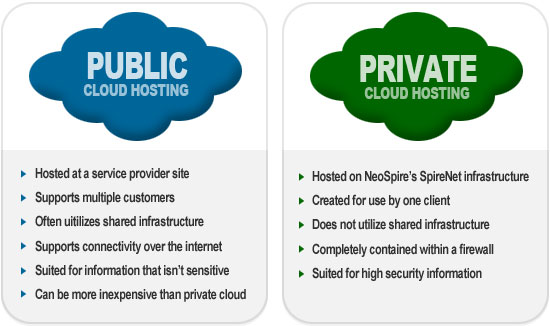 PUBLIC
CLOUD HOSTING
Hosted at a service provider site
Supports multiple customers
Often uitilizes shared infrastructure
Supports connectivity over the internet
Suited for information that isn't sensitive
Can be more inexpensive than private cloud
PRIVATE
CLOUD HOSTING
Hosted on NeoSpire's SpireNet infrastructure
Created for use by one client
Does not utilize shared infrastructure
Completely contained within a firewall
Suited for high security information